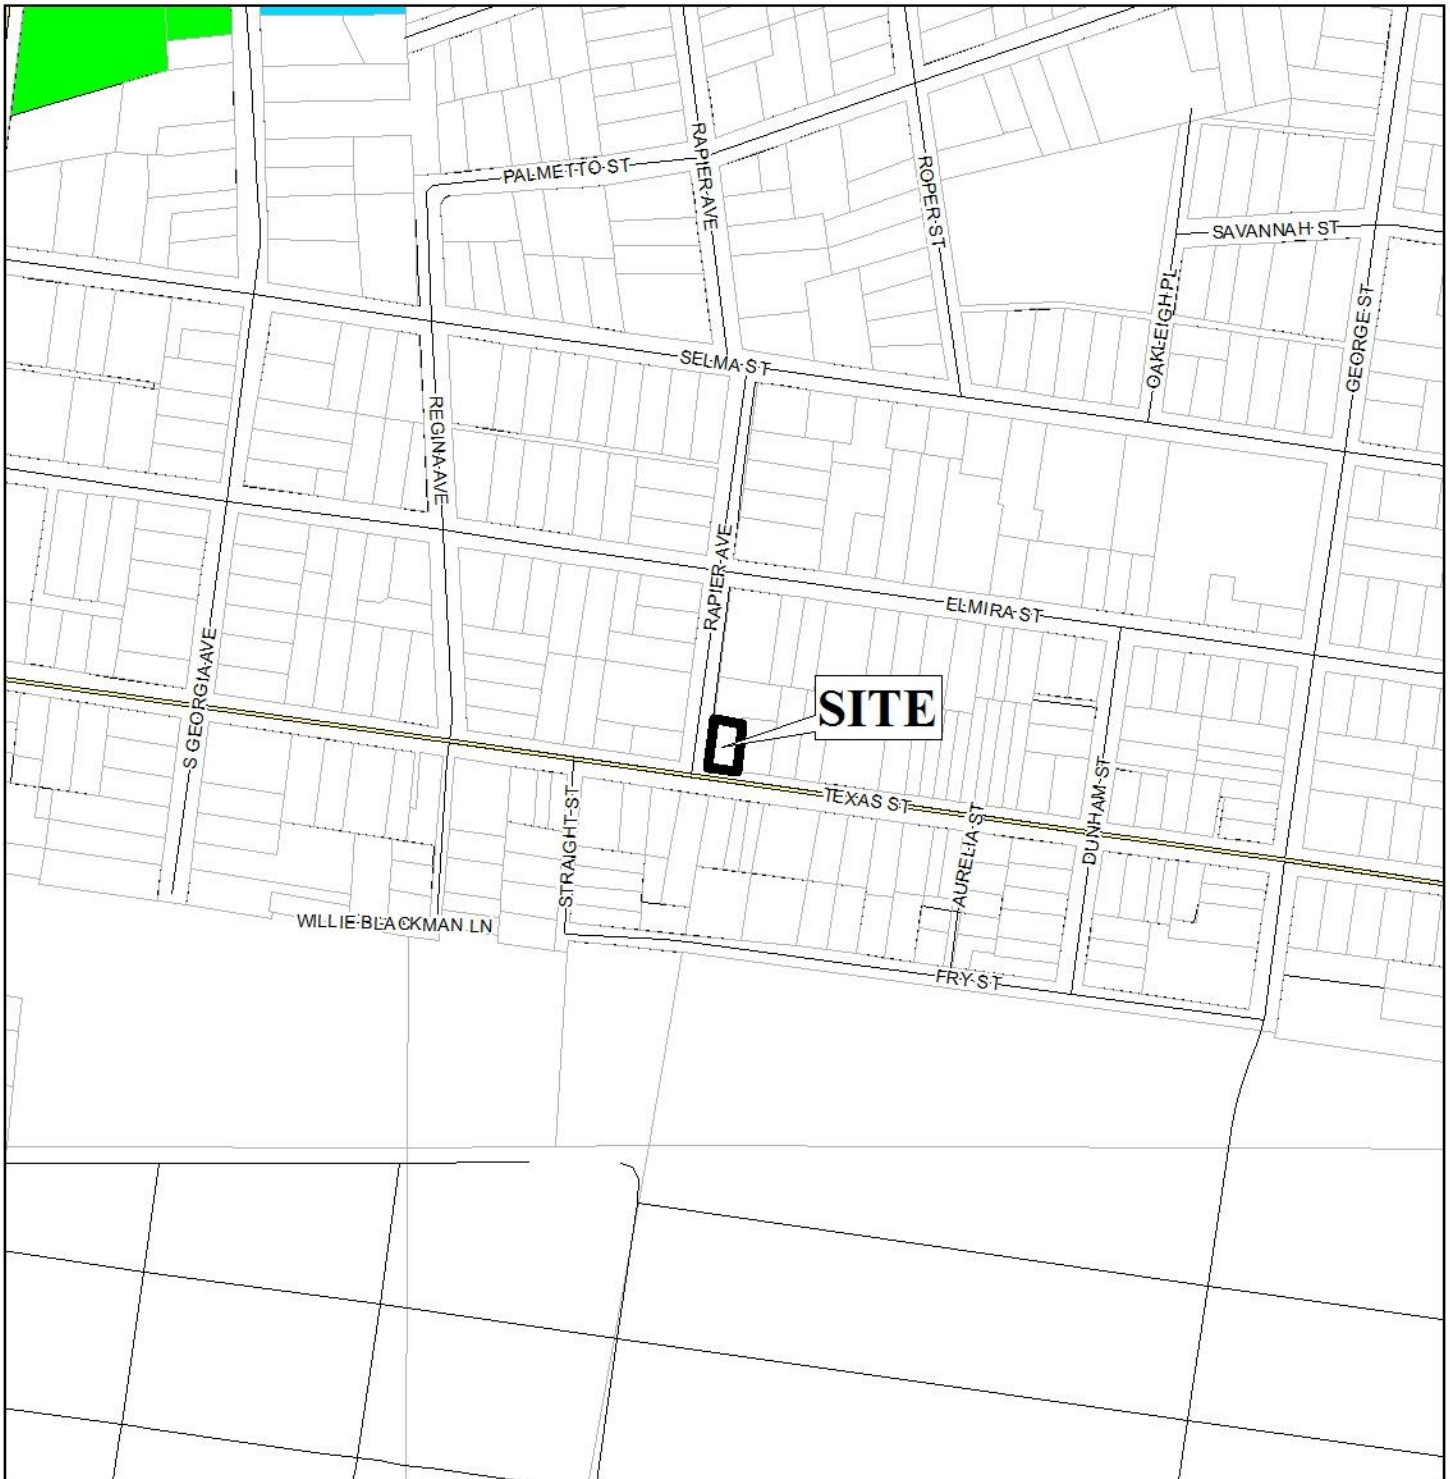 PALMETTO ST
RAPIER AVE
ROPER ST
SAVANNAH ST
OAKLEIGH PL
GEORGE ST
SELMA ST
REGINA AVE
RAPIER AVE
ELMIRA ST
S GEORGIA AVE
SITE
TEXAS ST
STRAIGHT ST
AURELIA ST
DUNHAM ST
WILLIE BLACKMAN LN
FRY ST